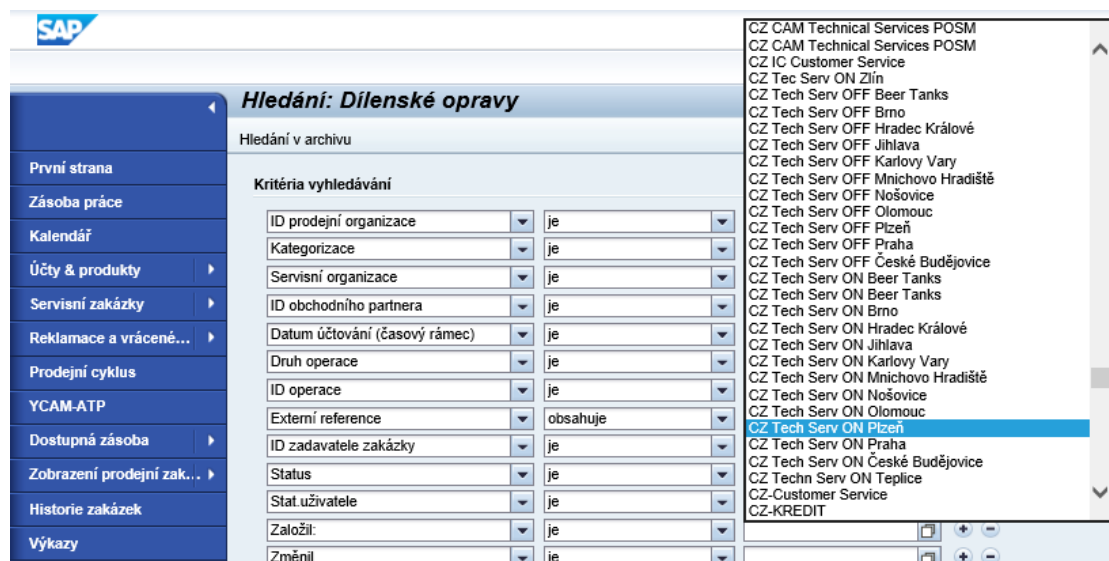 SAP
Hledání: Dílenské opravy
Hledání v archivu
První strana
Zásoba práce
Kalendář
Účty & produkty
Servisní zakázky
Reklamace a vrácené...
Prodejní cyklus
YCAM-ATP
Dostupná zásoba
Zobrazení prodejní zak...
Historie zakázek
Výkazy
Kritéria vyhledávání
ID prodejní organizace je
Kategorizace je
Servisní organizace je
ID obchodního partnera je
Datum účtování (časový rámec) je
Druh operace je
ID operace je
Externí reference obsahuje
ID zadavatele zakázky je
Status je
Stat.uživatele je
Založil: je
Změnil je
CZ CAM Technical Services POSM
CZ CAM Technical Services POSM
CZ IC Customer Service
CZ Tec Serv ON Zlín
CZ Tech Serv OFF Beer Tanks
CZ Tech Serv OFF Brno
CZ Tech Serv OFF Hradec Králové
CZ Tech Serv OFF Jihlava
CZ Tech Serv OFF Karlovy Vary
CZ Tech Serv OFF Mnichovo Hradiště
CZ Tech Serv OFF Nošovice
CZ Tech Serv OFF Olomouc
CZ Tech Serv OFF Plzeň
CZ Tech Serv OFF Praha
CZ Tech Serv OFF České Budějovice
CZ Tech Serv ON Beer Tanks
CZ Tech Serv ON Beer Tanks
CZ Tech Serv ON Brno
CZ Tech Serv ON Hradec Králové
CZ Tech Serv ON Jihlava
CZ Tech Serv ON Karlovy Vary
CZ Tech Serv ON Mnichovo Hradiště
CZ Tech Serv ON Nošovice
CZ Tech Serv ON Olomouc
CZ Tech Serv ON Plzeň
CZ Tech Serv ON Praha
CZ Tech Serv ON České Budějovice
CZ Techn Serv ON Teplice
CZ-Customer Service
CZ-KREDIT